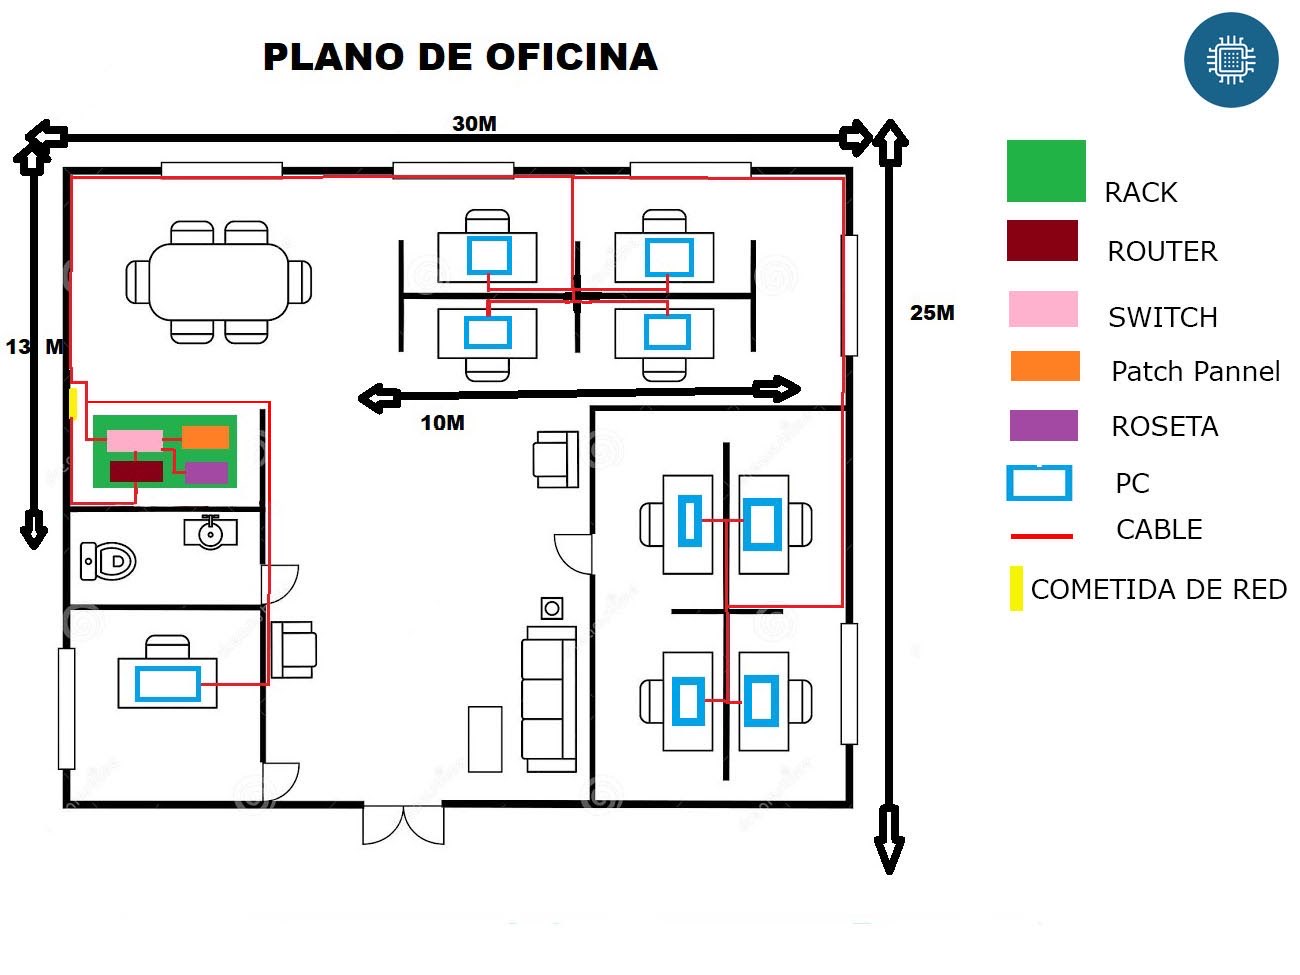 PLANO DE OFICINA
30M
13 M
25M
10M
RACK
ROUTER
SWITCH
Patch Pannel
ROSETA
PC
CABLE
COMETIDA DE RED